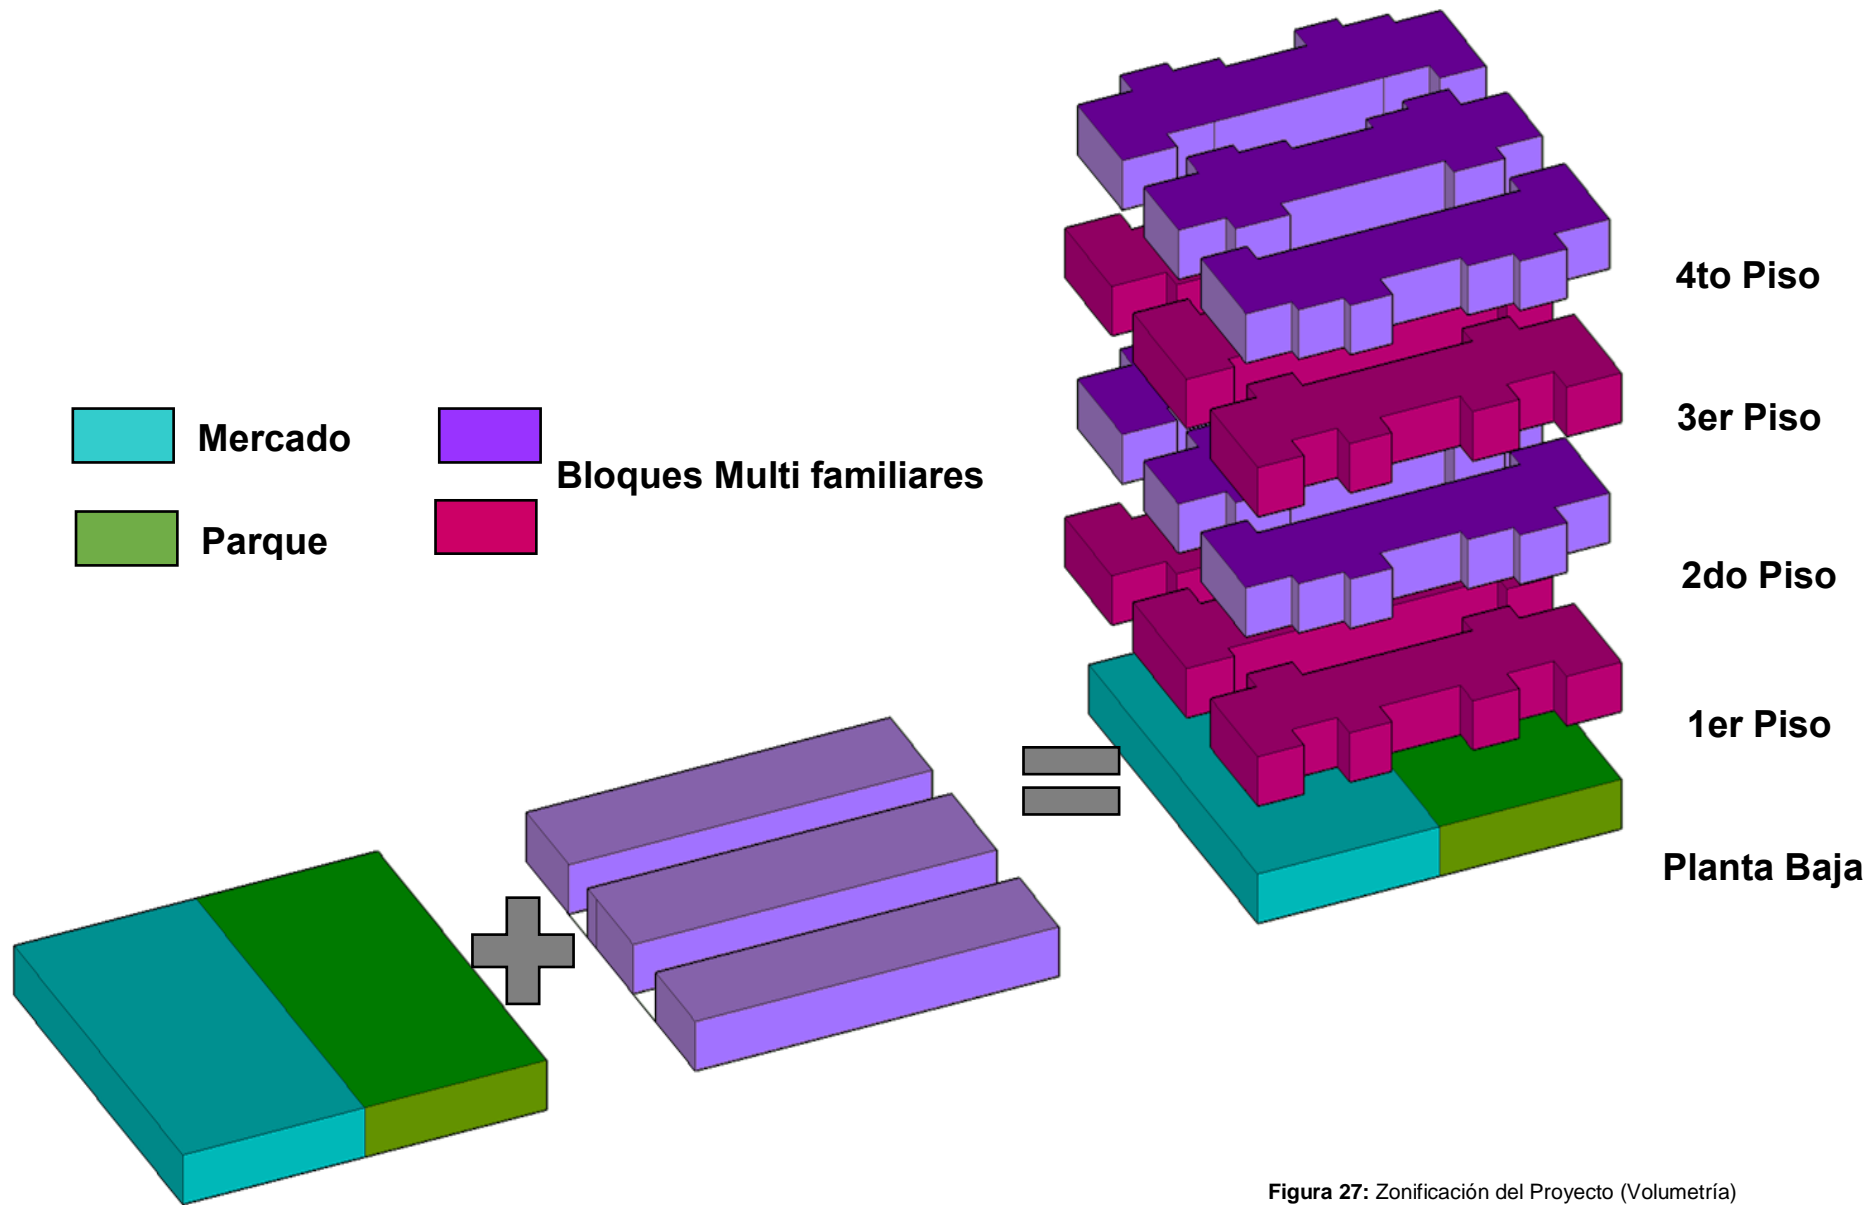 4to Piso
3er Piso
Mercado
Bloques Multi familiares
Parque
2do Piso
1er Piso
Planta Baja
Figura 27: Zonificación del Proyecto (Volumetría)